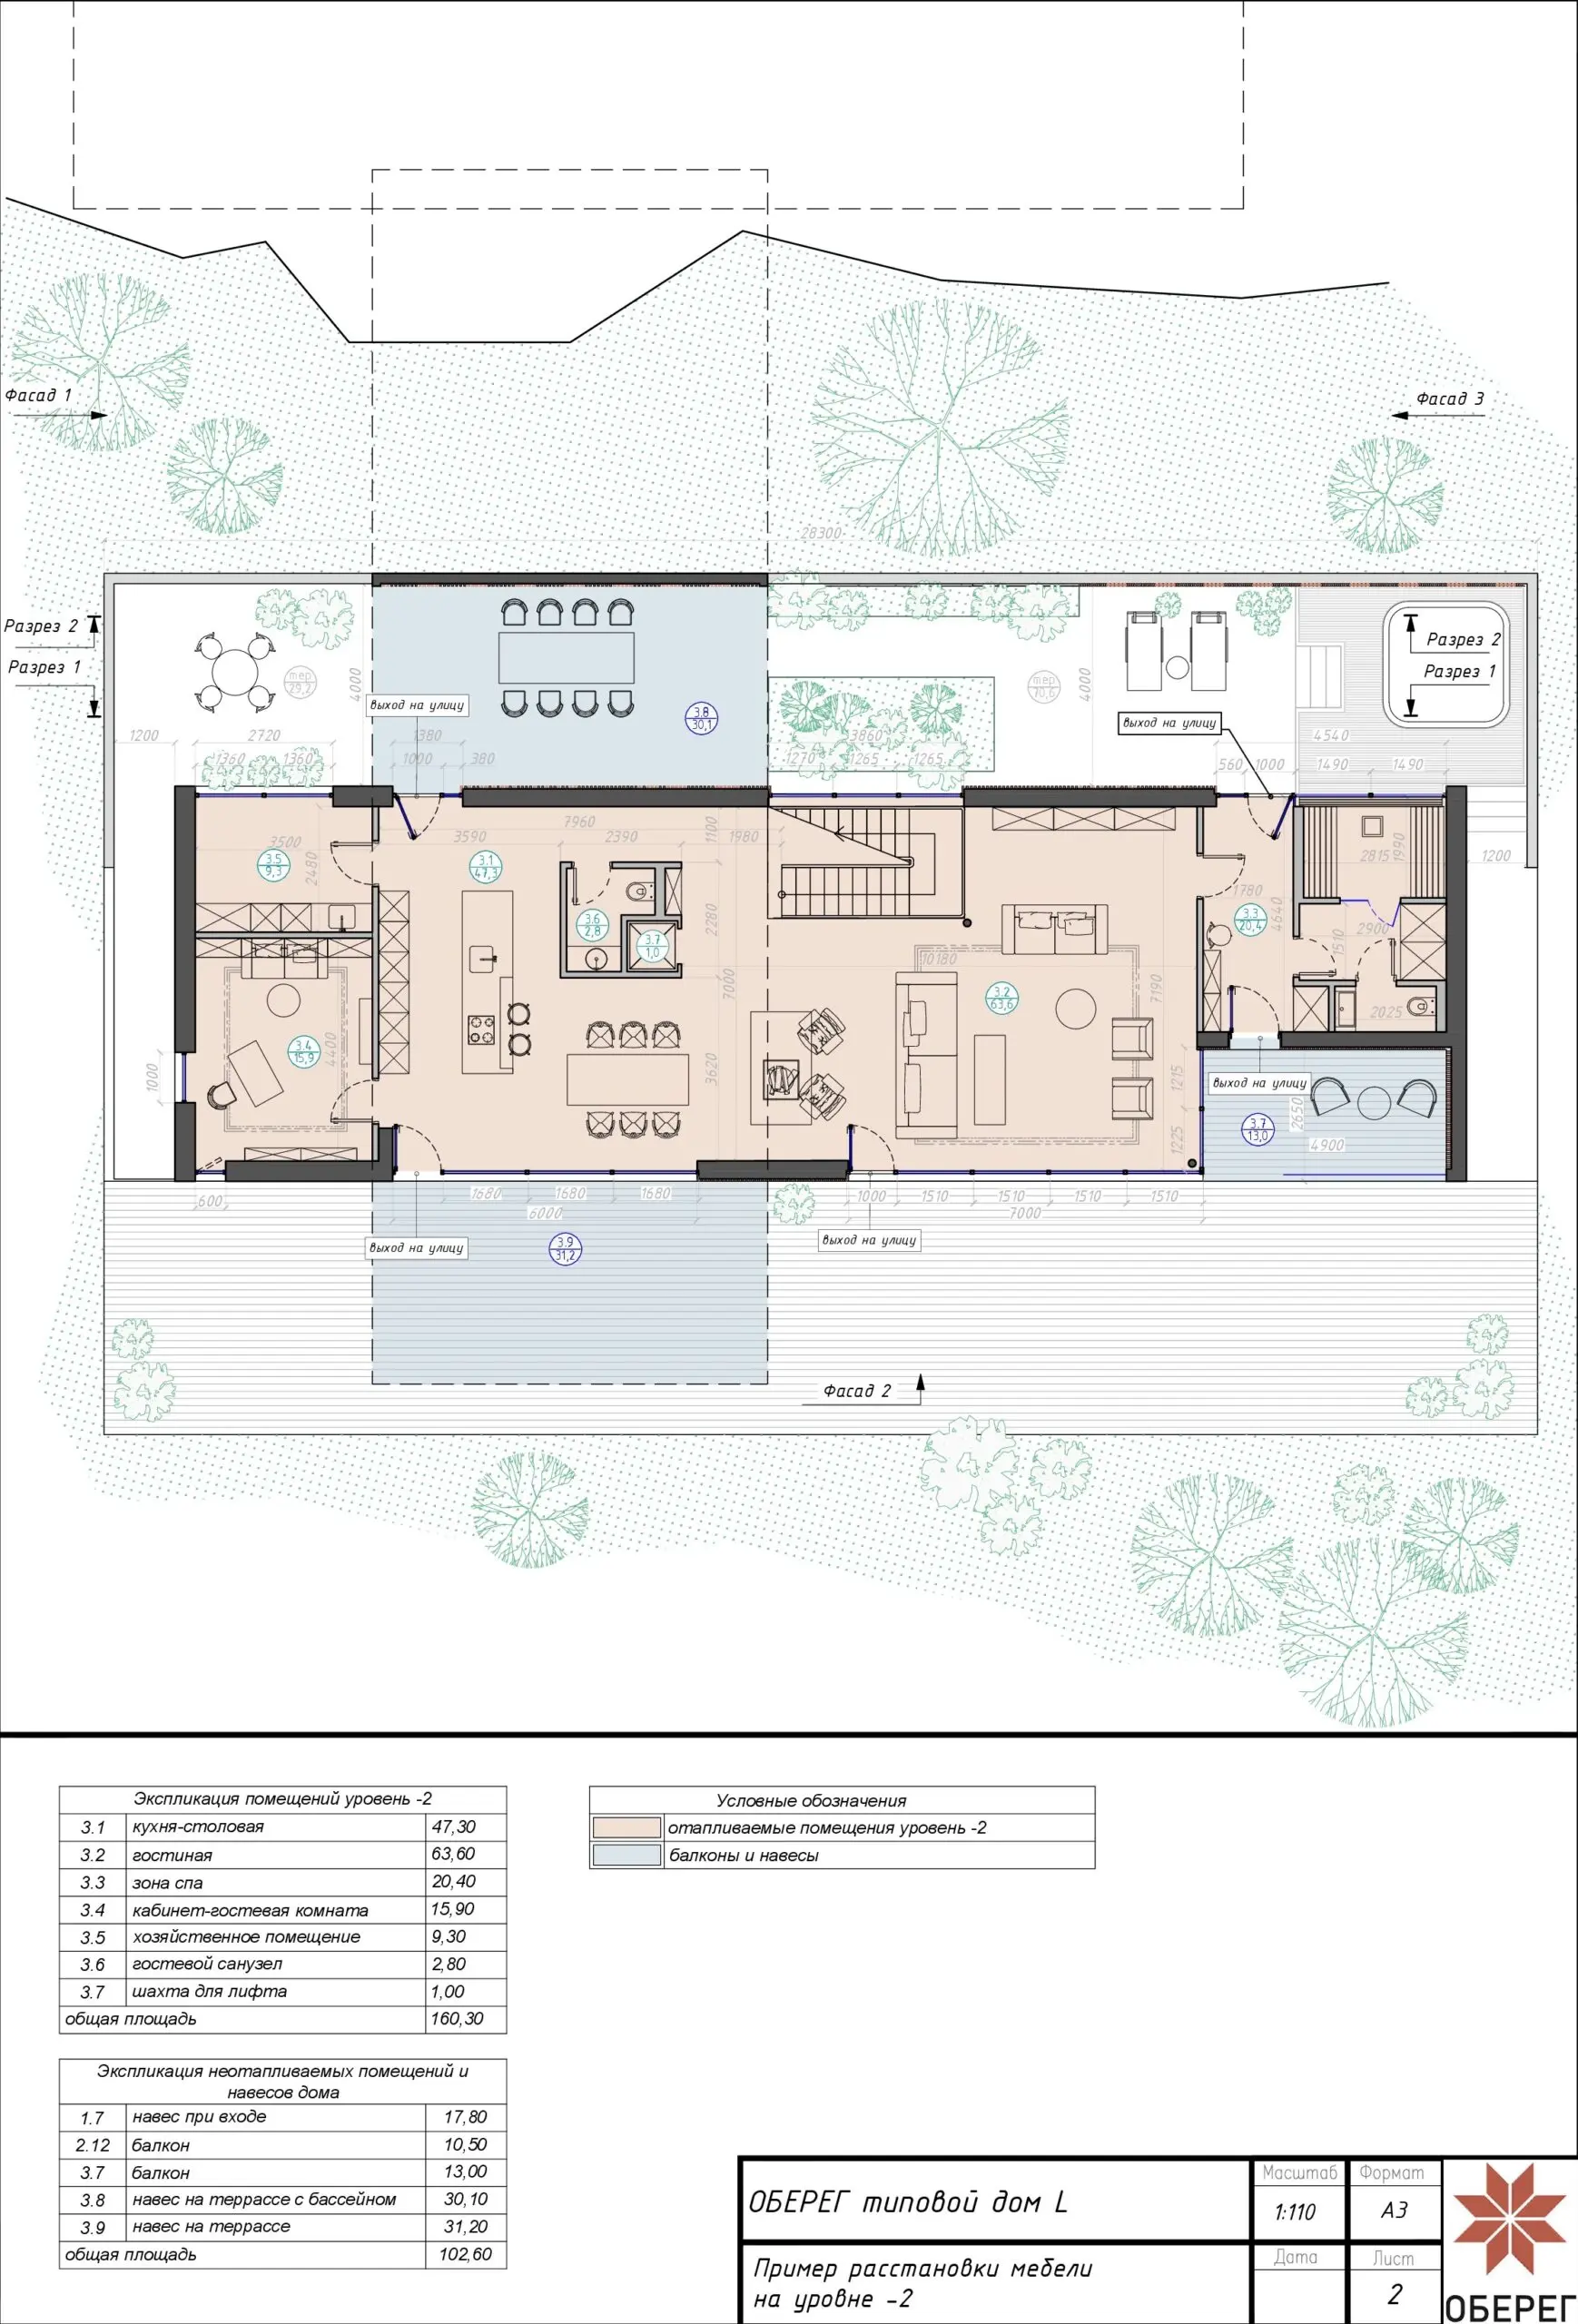 Фасад 1
Фасад 3
28300
Разрез 2
Разрез 1
Разрез 2
Разрез 1
тер
29,2
4000
выход на улицу
3.8
30,1
тер
70,6
4000
выход на улицу
1200
2720
1360
1360
1380
1000
380
3860
1270
1265
1265
4540
560
1000
1490
1490
3500
2480
3.5
9,3
7960
3590
2390
1980
1100
3.1
47,3
2815
1990
1200
3.6
2,8
3.7
1,0
2280
7000
1780
4640
3.3
20,4
1510
2900
10180
3.2
63,6
7190
2025
3.4
15,9
4400
1000
3620
1215
1225
выход на улицу
3.7
13,0
2650
4900
600
1680
1680
1680
6000
1000
1510
1510
1510
1510
7000
выход на улицу
3.9
31,2
выход на улицу
Фасад 2
Экспликация помещений уровень -2
3.1 кухня-столовая 47,30
3.2 гостиная 63,60
3.3 зона спа 20,40
3.4 кабинет-гостевая комната 15,90
3.5 хозяйственное помещение 9,30
3.6 гостевой санузел 2,80
3.7 шахта для лифта 1,00
общая площадь 160,30
Условные обозначения
отапливаемые помещения уровень -2
балконы и навесы
Экспликация неотапливаемых помещений и
навесов дома
1.7 навес при входе 17,80
2.12 балкон 10,50
3.7 балкон 13,00
3.8 навес на террассе с бассейном 30,10
3.9 навес на террассе 31,20
общая площадь 102,60
ОБЕРЕГ типовой дом L
Масштаб
1:110
Формат
А3
Пример расстановки мебели
на уровне -2
Дата
Лист
2
ОБЕРЕГ